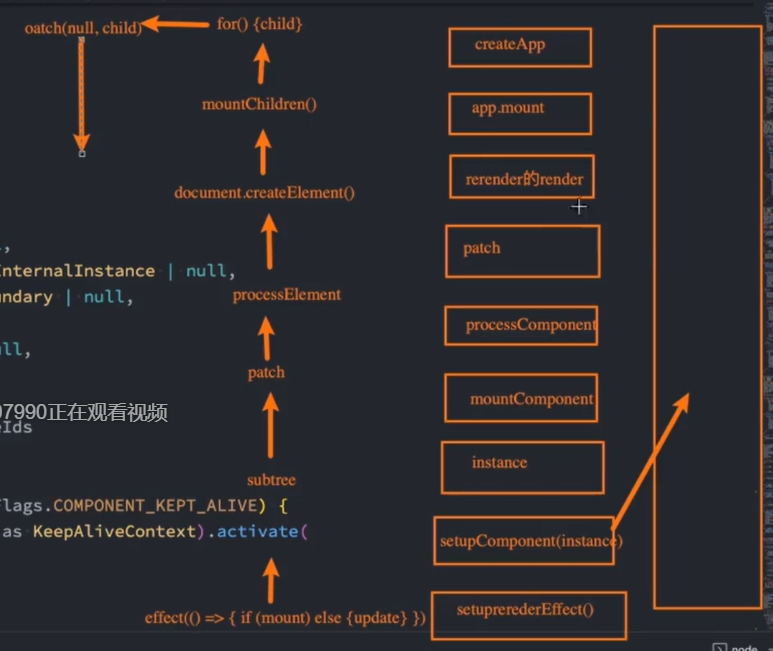 oatch(null, child)
for() {child}
mountChildren()
document.createElement()
processElement
patch
subtree
effect(() => { if (mount) else {update} })
createApp
app.mount
rerender的render
patch
processComponent
mountComponent
instance
setupComponent(instance)
setuprerederEffect()
,
InternalInstance | null,
undary | null,
ull,
07990正在观看视频
eIds
Flags.COMPONENT_KEPT_ALIVE) {
as KeepAliveContext).activate(
node